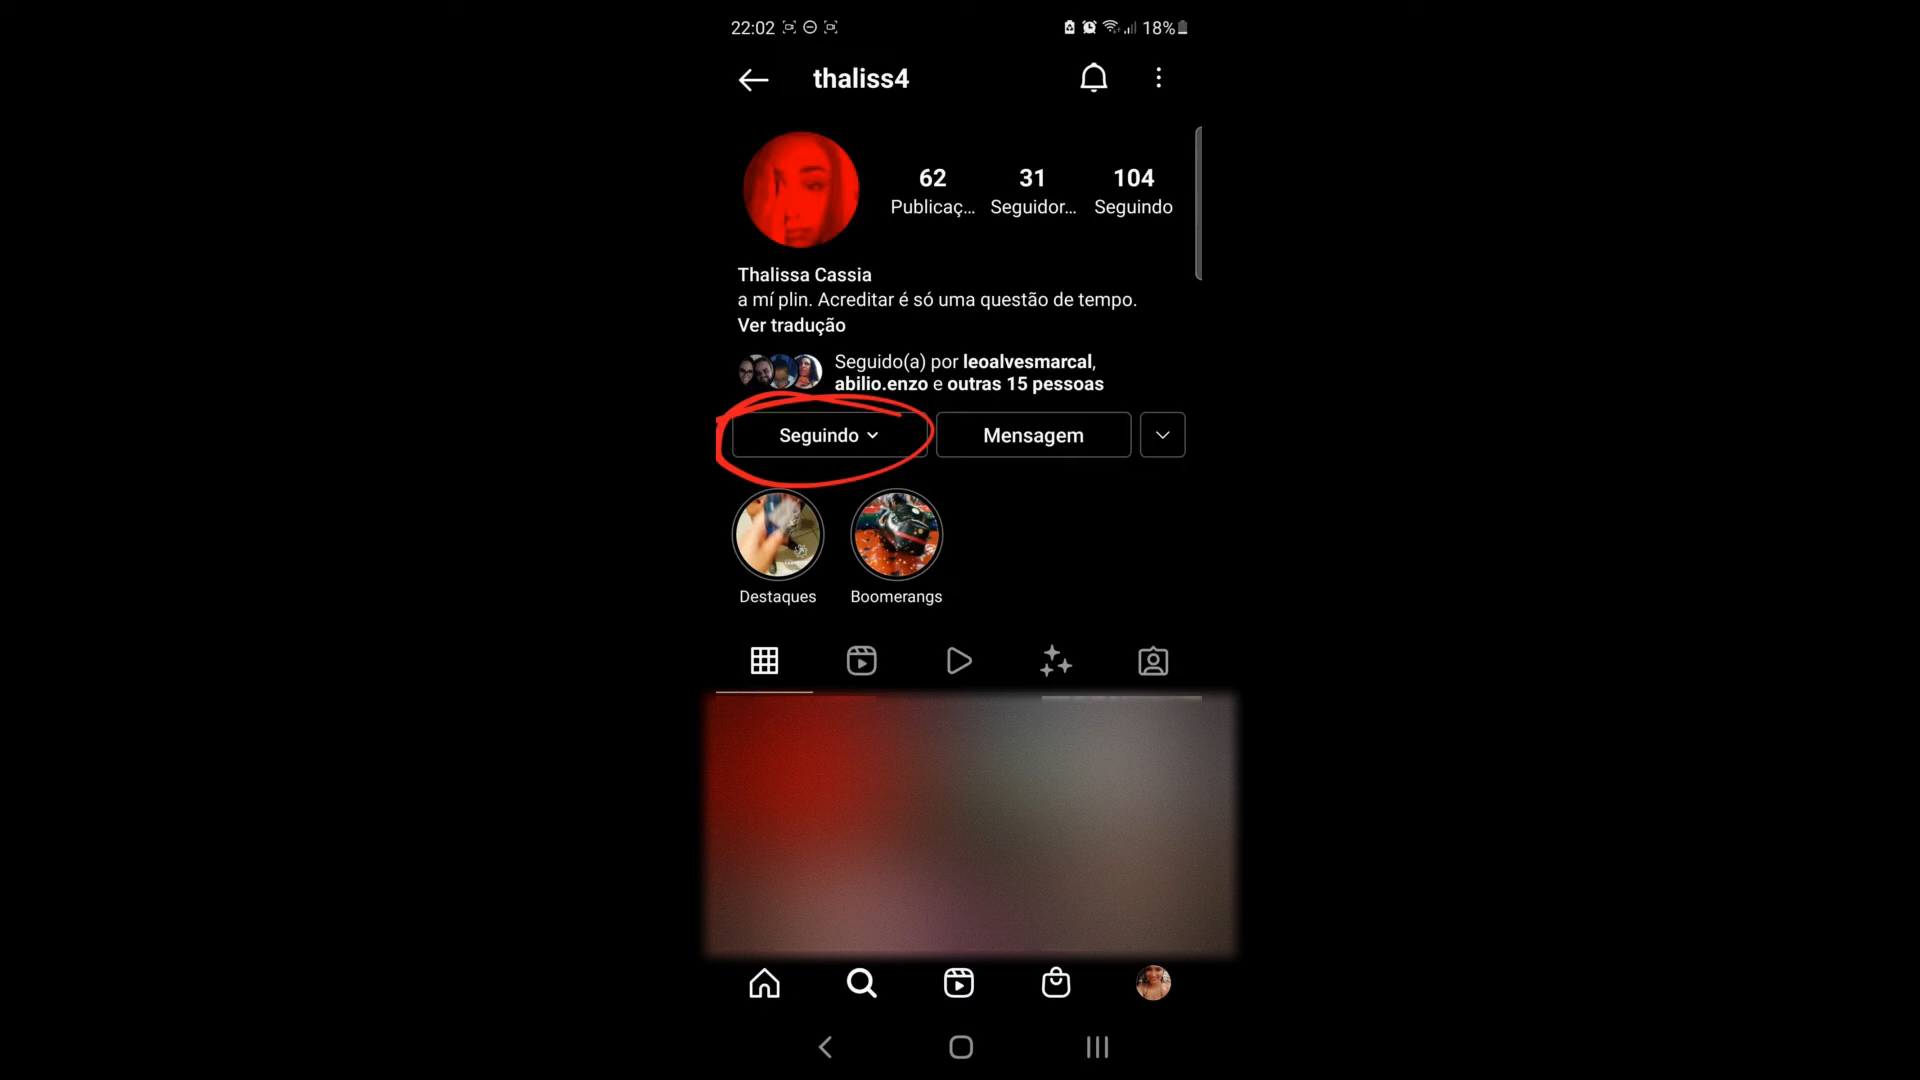 22:02 18%
thaliss4
62 31 104
Publicaç... Seguidor... Seguindo
Thalissa Cassia
a mí plin. Acreditar é só uma questão de tempo.
Ver tradução
Seguido(a) por leoalvesmarcal,
abilio.enzo e outras 15 pessoas
Seguindo Mensagem
Destaques Boomerangs